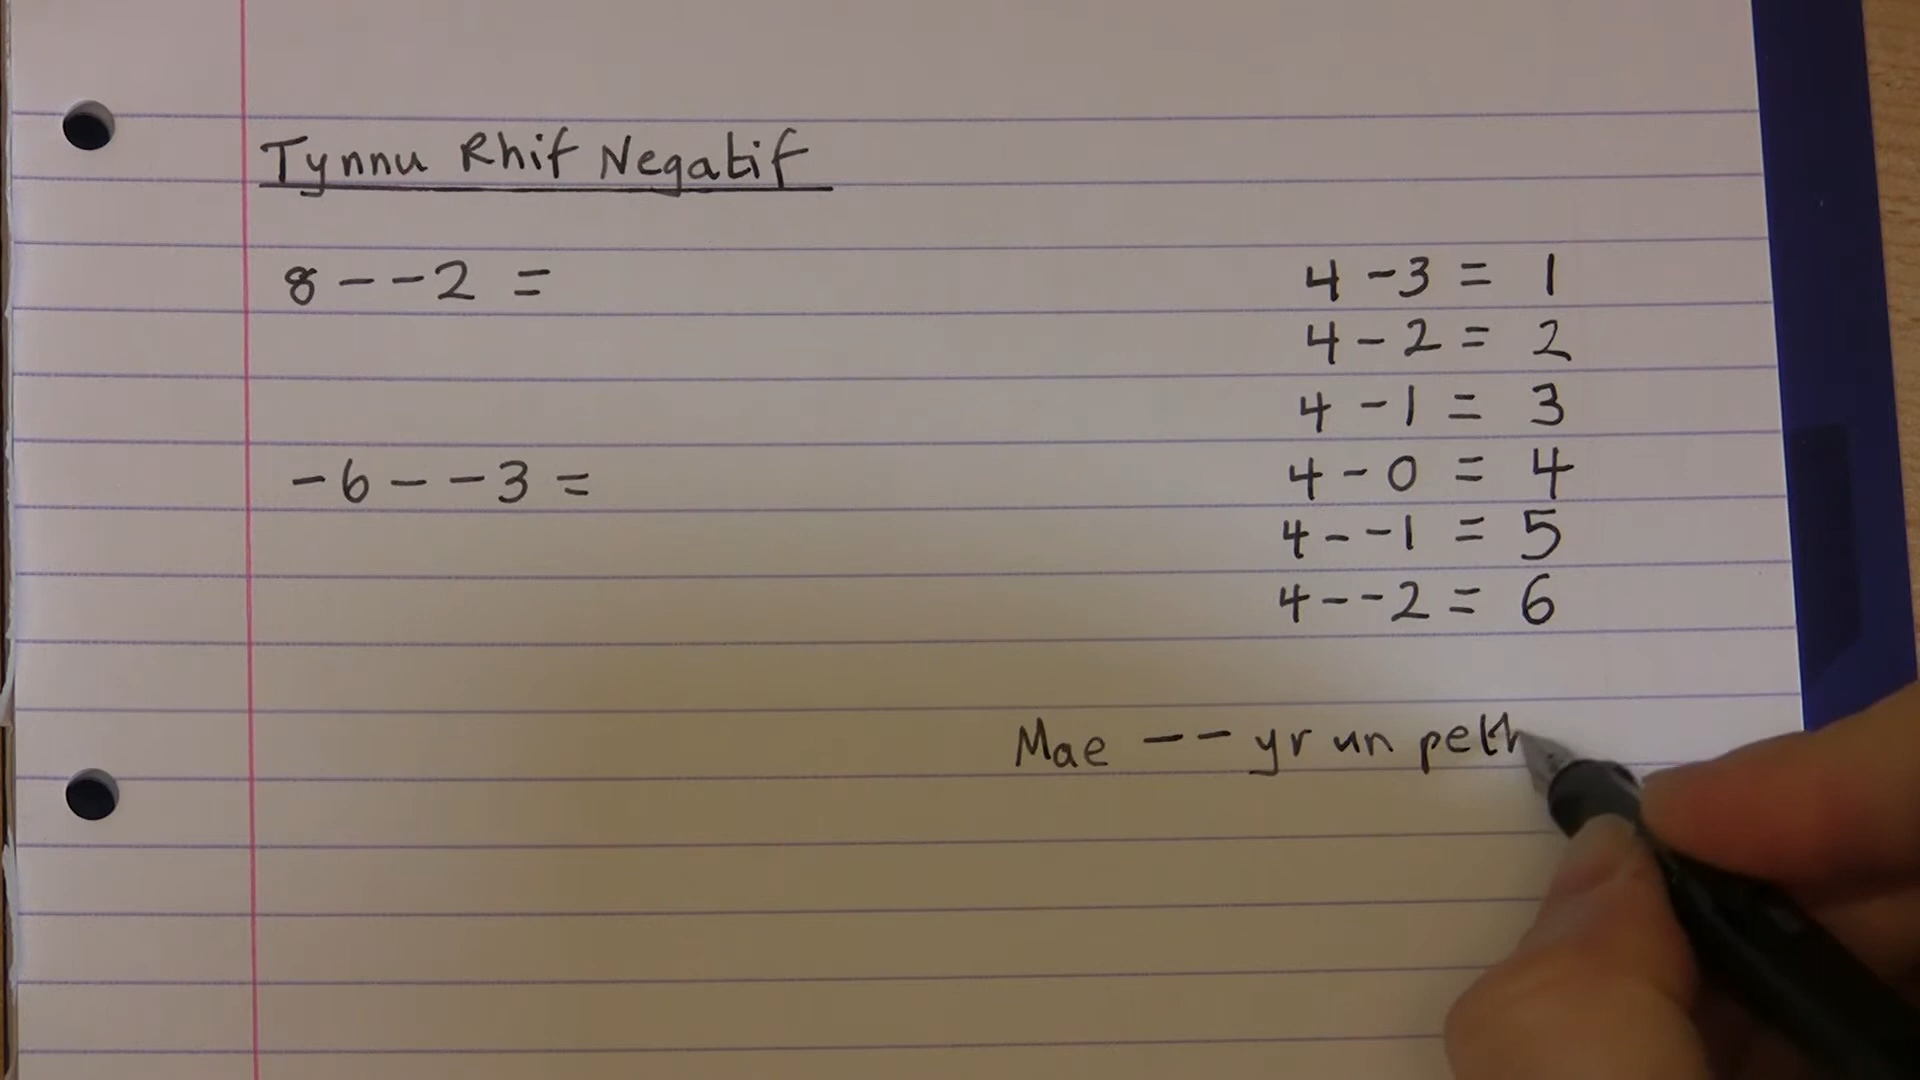 Tynnu Rhif Negatif
8 - - 2 =
- 6 - - 3 =
4 - 3 = 1
4 - 2 = 2
4 - 1 = 3
4 - 0 = 4
4 - - 1 = 5
4 - - 2 = 6
Mae - - yr un peth